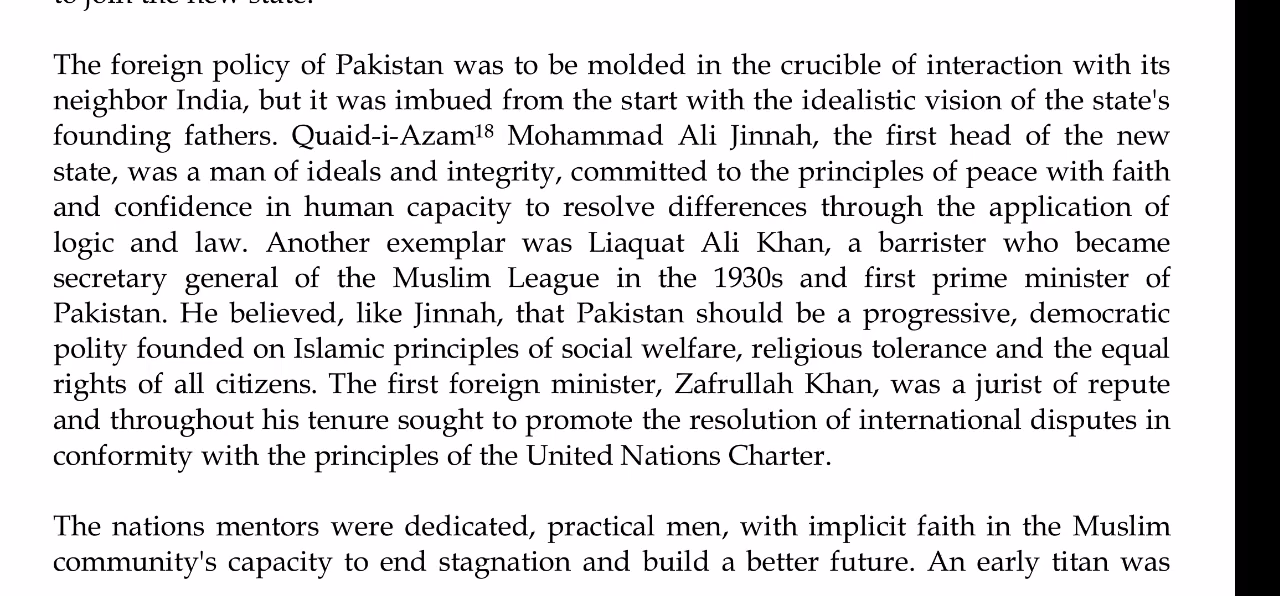 to join the new state.
The foreign policy of Pakistan was to be molded in the crucible of interaction with its
neighbor India, but it was imbued from the start with the idealistic vision of the state's
founding fathers. Quaid-i-Azam¹⁸ Mohammad Ali Jinnah, the first head of the new
state, was a man of ideals and integrity, committed to the principles of peace with faith
and confidence in human capacity to resolve differences through the application of
logic and law. Another exemplar was Liaquat Ali Khan, a barrister who became
secretary general of the Muslim League in the 1930s and first prime minister of
Pakistan. He believed, like Jinnah, that Pakistan should be a progressive, democratic
polity founded on Islamic principles of social welfare, religious tolerance and the equal
rights of all citizens. The first foreign minister, Zafrullah Khan, was a jurist of repute
and throughout his tenure sought to promote the resolution of international disputes in
conformity with the principles of the United Nations Charter.
The nations mentors were dedicated, practical men, with implicit faith in the Muslim
community's capacity to end stagnation and build a better future. An early titan was